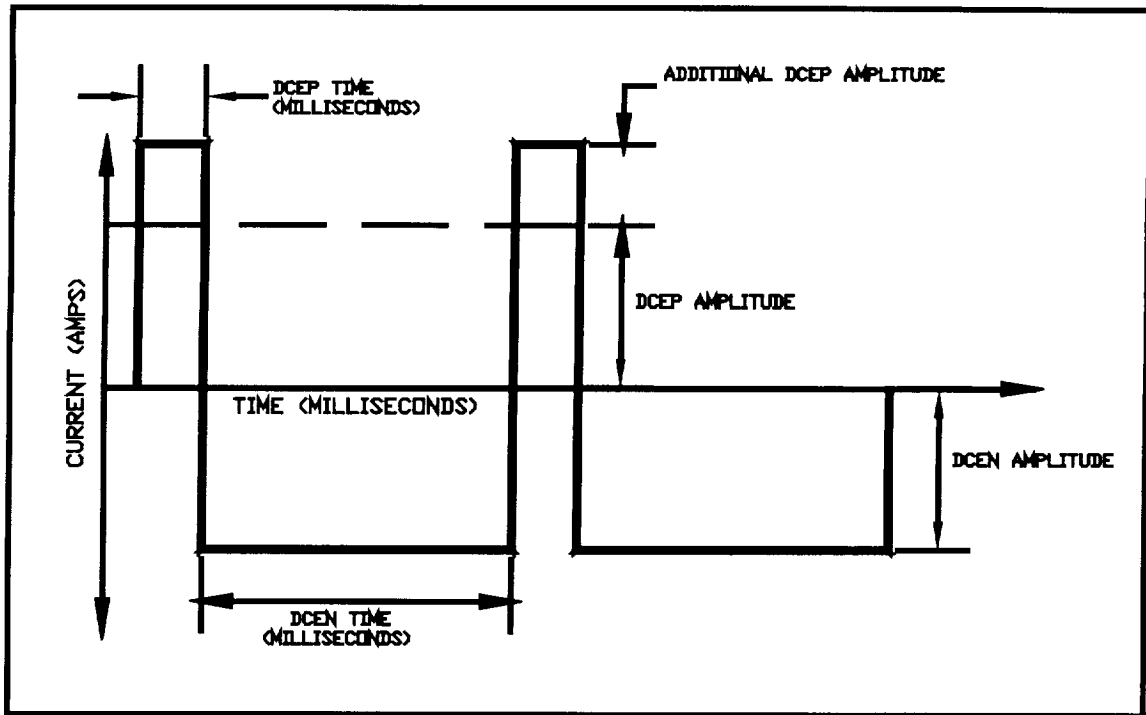 DCEP TIME
(MILLISECONDS)
ADDITIONAL DCEP AMPLITUDE
CURRENT (AMPS)
DCEP AMPLITUDE
TIME (MILLISECONDS)
DCEN AMPLITUDE
DCEN TIME
(MILLISECONDS)